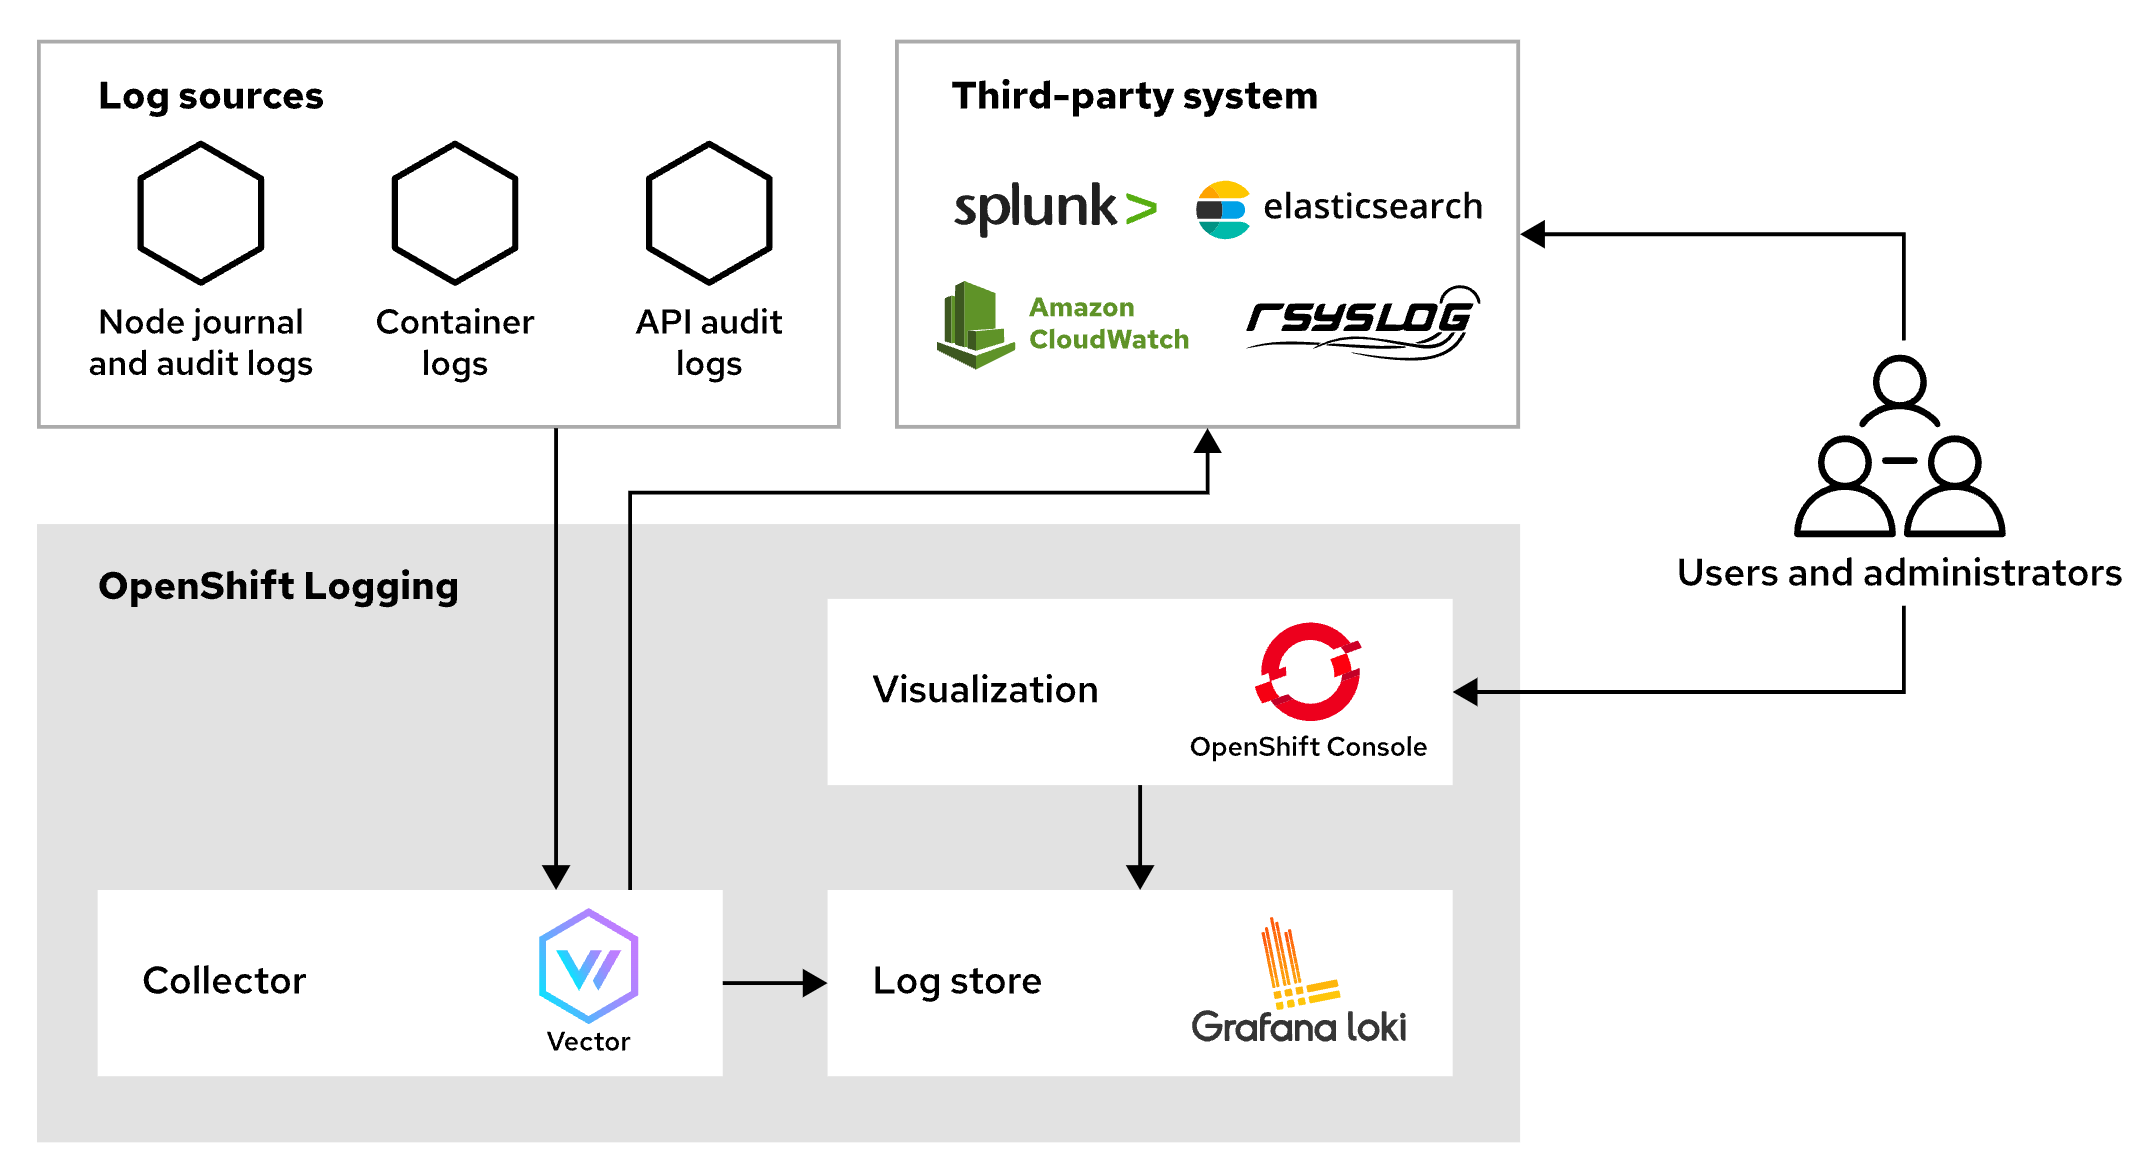 Log sources
Node journal
and audit logs
Container
logs
API audit
logs
Third-party system
splunk>
elasticsearch
Amazon
CloudWatch
RSYSLOG
Users and administrators
OpenShift Logging
Visualization
OpenShift Console
Collector
Vector
Log store
Grafana loki